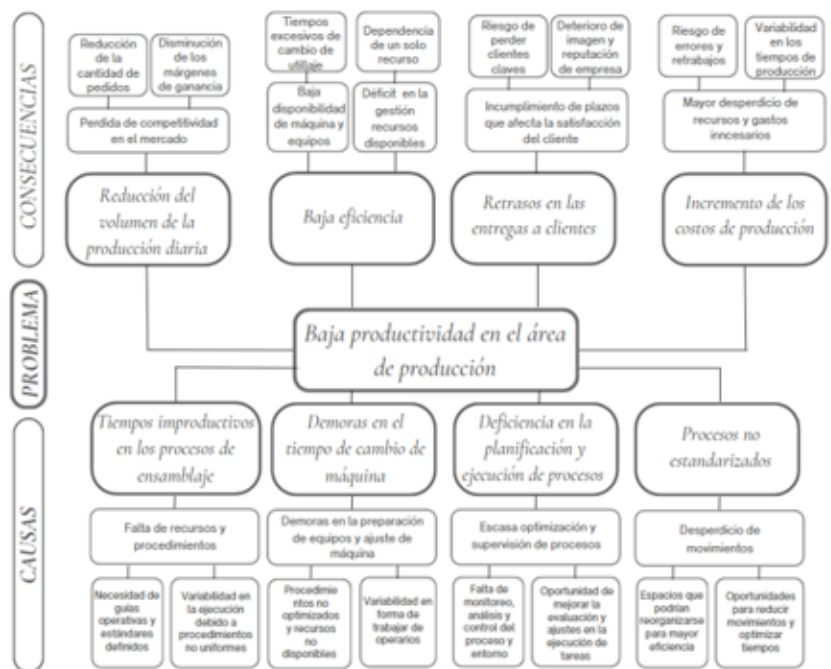 CONSECUENCIAS
Reducción
de la
cantidad de
pedidos
Disminución
de los
márgenes
de ganancia
Perdida de competitividad
en el mercado
Reducción del
volumen de la
producción diaria
Tiempos
excesivos de
cambio de
utillaje
Dependencia
de un solo
recurso
Baja
disponibilidad
de máquina y
equipos
Déficit en la
gestión
recursos
disponibles
Baja eficiencia
Riesgo de
perder
clientes
claves
Deterioro de
imagen y
reputación
de empresa
Incumplimiento de plazos
que afecta la satisfacción
del cliente
Retrasos en las
entregas a clientes
Riesgo de
errores y
retrabajos
Variabilidad
en los
tiempos de
producción
Mayor desperdicio de
recursos y gastos
inncesarios
Incremento de los
costos de producción
PROBLEMA
Baja productividad en el área
de producción
CAUSAS
Tiempos improductivos
en los procesos de
ensamblaje
Falta de recursos y
procedimientos
Necesidad de
guías
operativas y
estándares
definidos
Variabilidad en
la ejecución
debido a
procedimientos
no uniformes
Demoras en el
tiempo de cambio de
máquina
Demoras en la preparación
de equipos y ajuste de
máquina
Procedimie
ntos no
optimizados
y recursos
no
disponibles
Variabilidad en
forma de
trabajar de
operarios
Deficiencia en la
planificación y
ejecución de procesos
Escasa optimización y
supervisión de procesos
Falta de
monitoreo,
análisis y
control del
proceso y
entorno
Oportunidad de
mejorar la
evaluación y
ajustes en la
ejecución de
tareas
Procesos no
estandarizados
Desperdicio de
movimientos
Espacios que
podrían
reorganizarse
para mayor
eficiencia
Oportunidades
para reducir
movimientos y
optimizar
tiempos